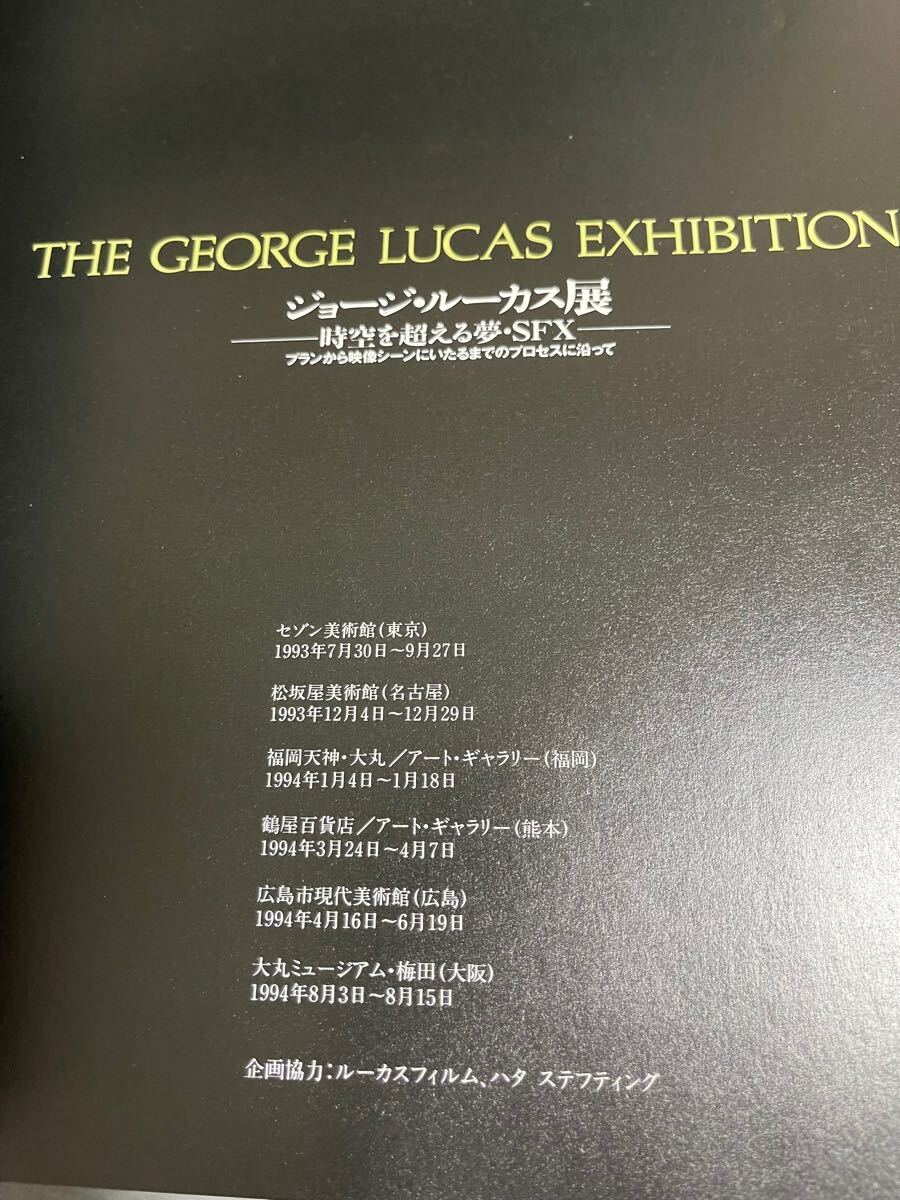 THE GEORGE LUCAS EXHIBITION
ジョージ・ルーカス展
時空を超える夢・SFX
プランから映像シーンにいたるまでのプロセスに沿って
セゾン美術館(東京)
1993年7月30日〜9月27日
松坂屋美術館(名古屋)
1993年12月4日〜12月29日
福岡天神・大丸/アート・ギャラリー(福岡)
1994年1月4日〜1月18日
鶴屋百貨店/アート・ギャラリー(熊本)
1994年3月24日〜4月7日
広島市現代美術館(広島)
1994年4月16日〜6月19日
大丸ミュージアム・梅田(大阪)
1994年8月3日〜8月15日
企画協力:ルーカスフィルム、ハタ ステフティング